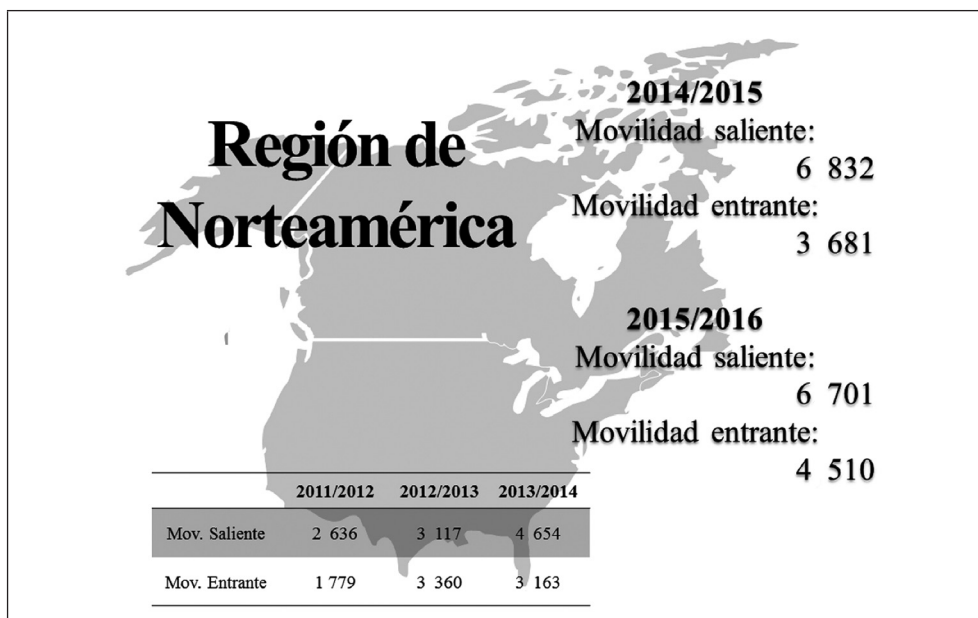 Región de
Norteamérica
2014/2015
Movilidad saliente:
6 832
Movilidad entrante:
3 681
2015/2016
Movilidad saliente:
6 701
Movilidad entrante:
4 510
2011/2012 2012/2013 2013/2014
Mov. Saliente 2 636 3 117 4 654
Mov. Entrante 1 779 3 360 3 163